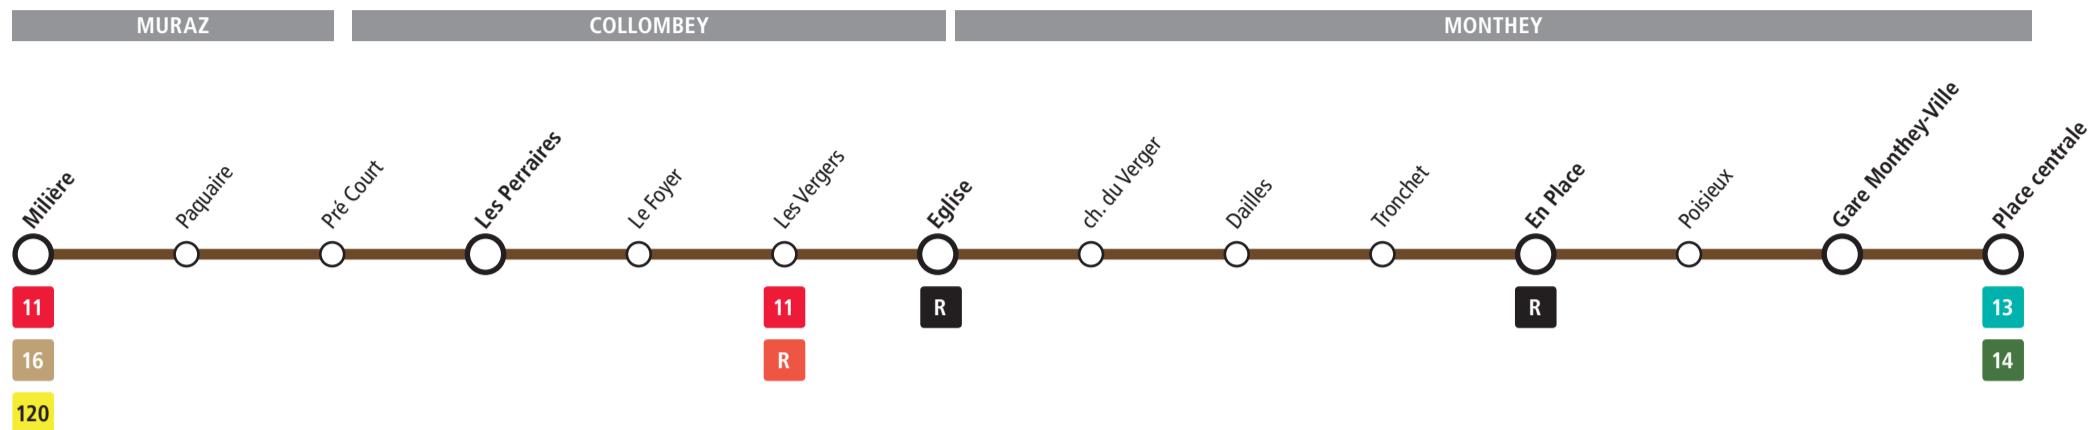 MURAZ
COLLOMBEY
MONTHEY
Milière
Paquaire
Pré Court
Les Perraires
Le Foyer
Les Vergers
Eglise
ch. du Verger
Dailles
Tronchet
En Place
Poisieux
Gare Monthey-Ville
Place centrale
11
11
R
R
13
16
R
14
120